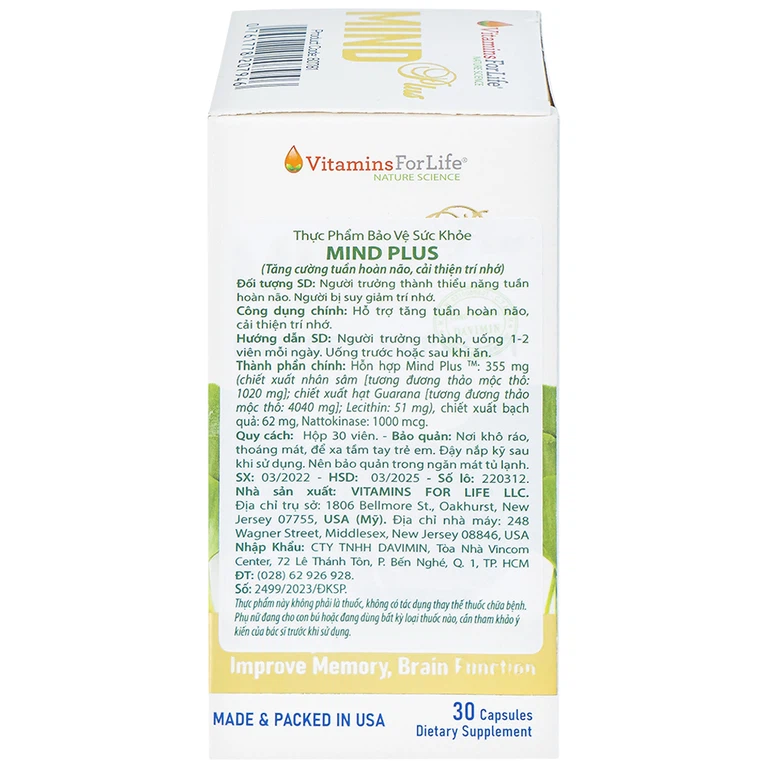 0761778207946
Product Code: 80781
MIND
Plus
VitaminsForLife®
NATURE SCIENCE
VitaminsForLife®
NATURE SCIENCE
Thực Phẩm Bảo Vệ Sức Khỏe
MIND PLUS
(Tăng cường tuần hoàn não, cải thiện trí nhớ)
Đối tượng SD: Người trưởng thành thiểu năng tuần
hoàn não. Người bị suy giảm trí nhớ.
Công dụng chính: Hỗ trợ tăng tuần hoàn não,
cải thiện trí nhớ.
Hướng dẫn SD: Người trưởng thành, uống 1-2
viên mỗi ngày. Uống trước hoặc sau khi ăn.
Thành phần chính: Hỗn hợp Mind Plus ™: 355 mg
(chiết xuất nhân sâm [tương đương thảo mộc thô:
1020 mg]; chiết xuất hạt Guarana [tương đương thảo
mộc thô: 4040 mg]; Lecithin: 51 mg), chiết xuất bạch
quả: 62 mg, Nattokinase: 1000 mcg.
Quy cách: Hộp 30 viên. - Bảo quản: Nơi khô ráo,
thoáng mát, để xa tầm tay trẻ em. Đậy nắp kỹ sau
khi sử dụng. Nên bảo quản trong ngăn mát tủ lạnh.
SX: 03/2022 - HSD: 03/2025 - Số lô: 220312.
Nhà sản xuất: VITAMINS FOR LIFE LLC.
Địa chỉ trụ sở: 1806 Bellmore St., Oakhurst, New
Jersey 07755, USA (Mỹ). Địa chỉ nhà máy: 248
Wagner Street, Middlesex, New Jersey 08846, USA
Nhập Khẩu: CTY TNHH DAVIMIN, Tòa Nhà Vincom
Center, 72 Lê Thánh Tôn, P. Bến Nghé, Q. 1, TP. HCM
ĐT: (028) 62 926 928.
Số: 2499/2023/ĐKSP.
Thực phẩm này không phải là thuốc, không có tác dụng thay thế thuốc chữa bệnh.
Phụ nữ đang cho con bú hoặc đang dùng bất kỳ loại thuốc nào, cần tham khảo ý
kiến của bác sĩ trước khi sử dụng.
DAVIMIN
Improve Memory, Brain Function
MADE & PACKED IN USA
30 Capsules
Dietary Supplement